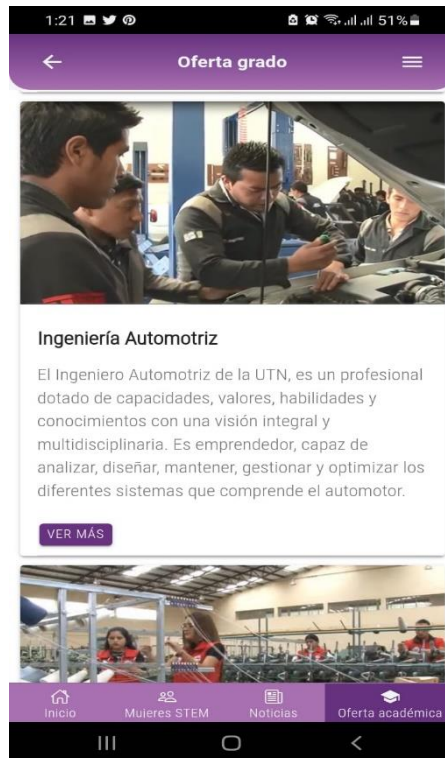 1:21
51%
Oferta grado
Ingeniería Automotriz
El Ingeniero Automotriz de la UTN, es un profesional
dotado de capacidades, valores, habilidades y
conocimientos con una visión integral y
multidisciplinaria. Es emprendedor, capaz de
analizar, diseñar, mantener, gestionar y optimizar los
diferentes sistemas que comprende el automotor.
VER MÁS
Inicio Mujeres STEM Noticias Oferta académica